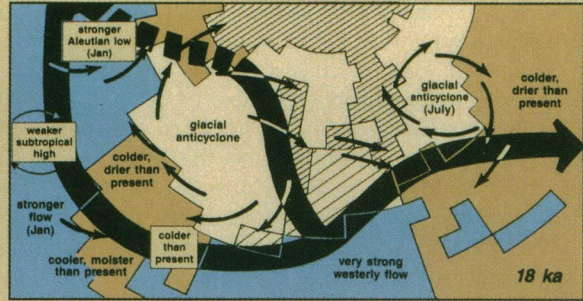 stronger
Aleutian low
(Jan)
weaker
subtropical
high
stronger
flow
(Jan)
cooler, moister
than present
colder,
drier than
present
colder
than
present
glacial
anticyclone
glacial
anticyclone
(July)
colder,
drier than
present
very strong
westerly flow
18 ka